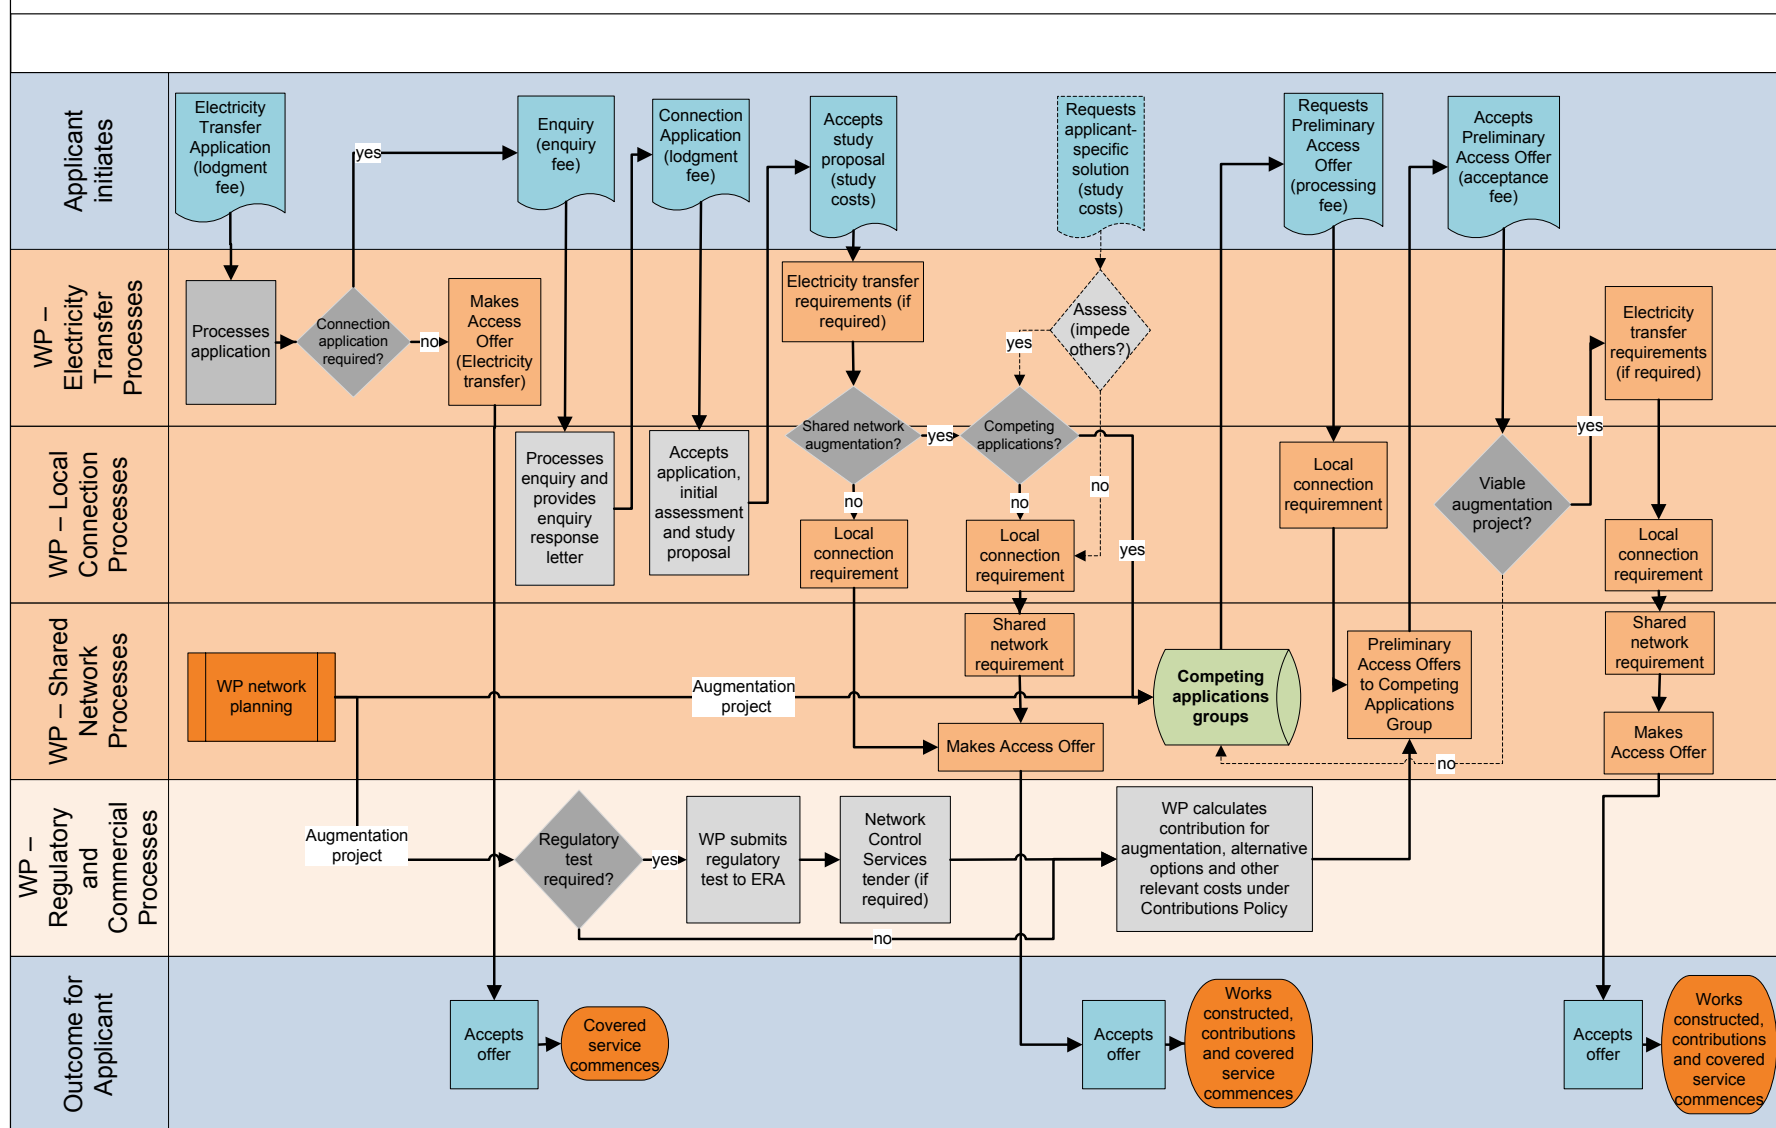 Applicant
initiates
Electricity
Transfer
Application
(lodgment
fee)
yes
Enquiry
(enquiry
fee)
Connection
Application
(lodgment
fee)
Accepts
study
proposal
(study
costs)
Requests
applicant-
specific
solution
(study
costs)
Requests
Preliminary
Access
Offer
(processing
fee)
Accepts
Preliminary
Access Offer
(acceptance
fee)
WP –
Electricity
Transfer
Processes
Processes
application
Connection
application
required?
no
Makes
Access
Offer
(Electricity
transfer)
Electricity transfer
requirements (if
required)
Assess
(impede
others?)
yes
no
Electricity
transfer
requirements
(if required)
Shared network
augmentation?
yes
Competing
applications?
yes
WP – Local
Connection
Processes
Processes
enquiry and
provides
enquiry
response
letter
Accepts
application,
initial
assessment
and study
proposal
no
Local
connection
requirement
no
Local
connection
requirement
Local
connection
requiremnent
Viable
augmentation
project?
yes
Local
connection
requirement
WP – Shared
Network
Processes
WP network
planning
Augmentation
project
Shared
network
requirement
Makes Access Offer
Competing
applications
groups
Preliminary
Access Offers
to Competing
Applications
Group
no
Shared
network
requirement
Makes
Access Offer
WP –
Regulatory
and
Commercial
Processes
Augmentation
project
Regulatory
test
required?
yes
no
WP submits
regulatory
test to ERA
Network
Control
Services
tender (if
required)
WP calculates
contribution for
augmentation, alternative
options and other
relevant costs under
Contributions Policy
Outcome for
Applicant
Accepts
offer
Covered
service
commences
Accepts
offer
Works
constructed,
contributions
and covered
service
commences
Accepts
offer
Works
constructed,
contributions
and covered
service
commences